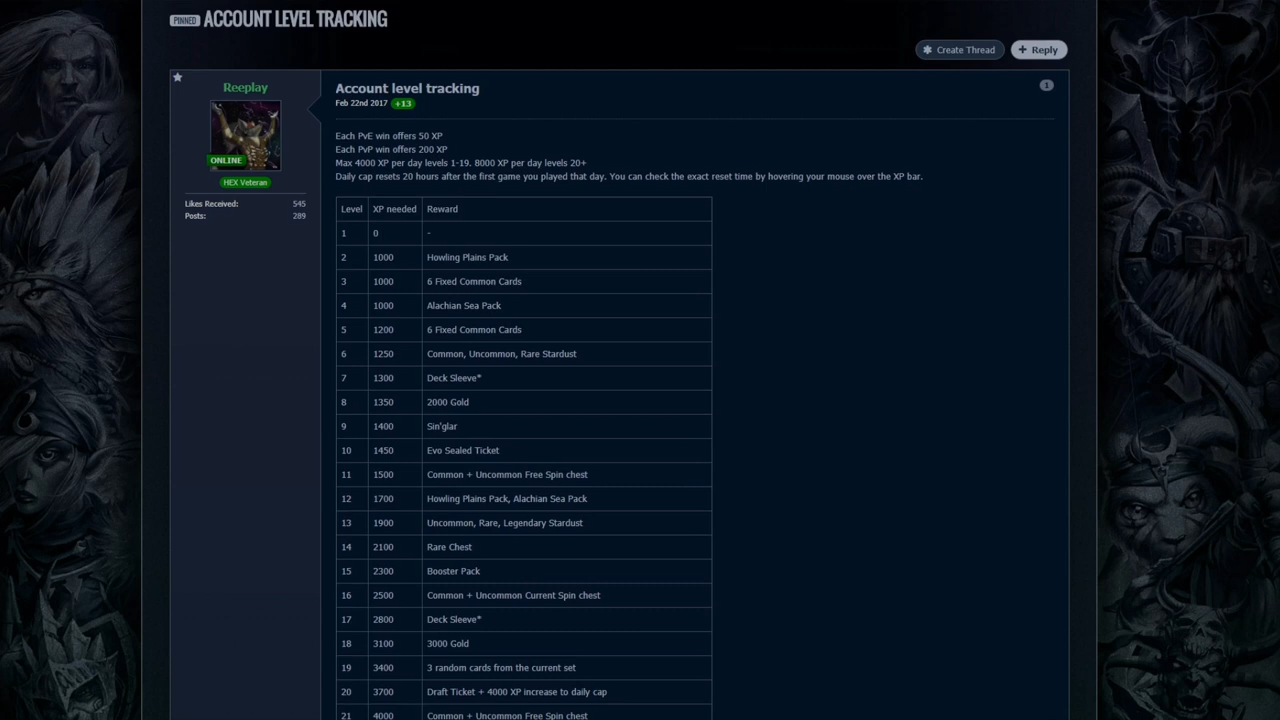 PINNED ACCOUNT LEVEL TRACKING
Create Thread
Reply
Reeplay
ONLINE
HEX Veteran
Likes Received: 545
Posts: 289
Account level tracking
1
Feb 22nd 2017 +13
Each PvE win offers 50 XP
Each PvP win offers 200 XP
Max 4000 XP per day levels 1-19. 8000 XP per day levels 20+
Daily cap resets 20 hours after the first game you played that day. You can check the exact reset time by hovering your mouse over the XP bar.
Level XP needed Reward
1 0 -
2 1000 Howling Plains Pack
3 1000 6 Fixed Common Cards
4 1000 Alachian Sea Pack
5 1200 6 Fixed Common Cards
6 1250 Common, Uncommon, Rare Stardust
7 1300 Deck Sleeve*
8 1350 2000 Gold
9 1400 Sin'glar
10 1450 Evo Sealed Ticket
11 1500 Common + Uncommon Free Spin chest
12 1700 Howling Plains Pack, Alachian Sea Pack
13 1900 Uncommon, Rare, Legendary Stardust
14 2100 Rare Chest
15 2300 Booster Pack
16 2500 Common + Uncommon Current Spin chest
17 2800 Deck Sleeve*
18 3100 3000 Gold
19 3400 3 random cards from the current set
20 3700 Draft Ticket + 4000 XP increase to daily cap
21 4000 Common + Uncommon Free Spin chest